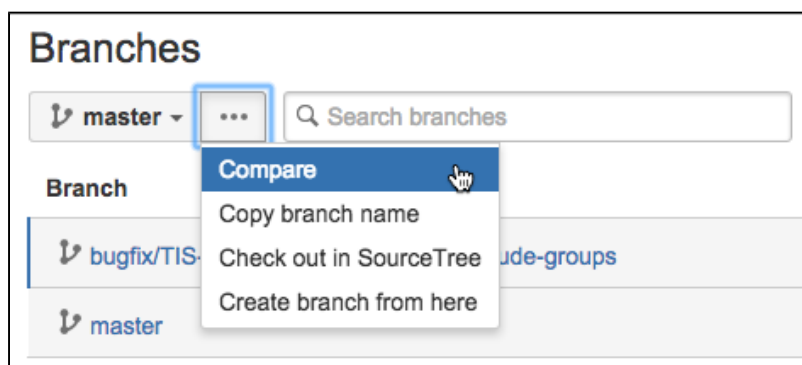 Branches
master
Search branches
Branch
Compare
Copy branch name
bugfix/TIS- Check out in SourceTree ude-groups
Create branch from here
master